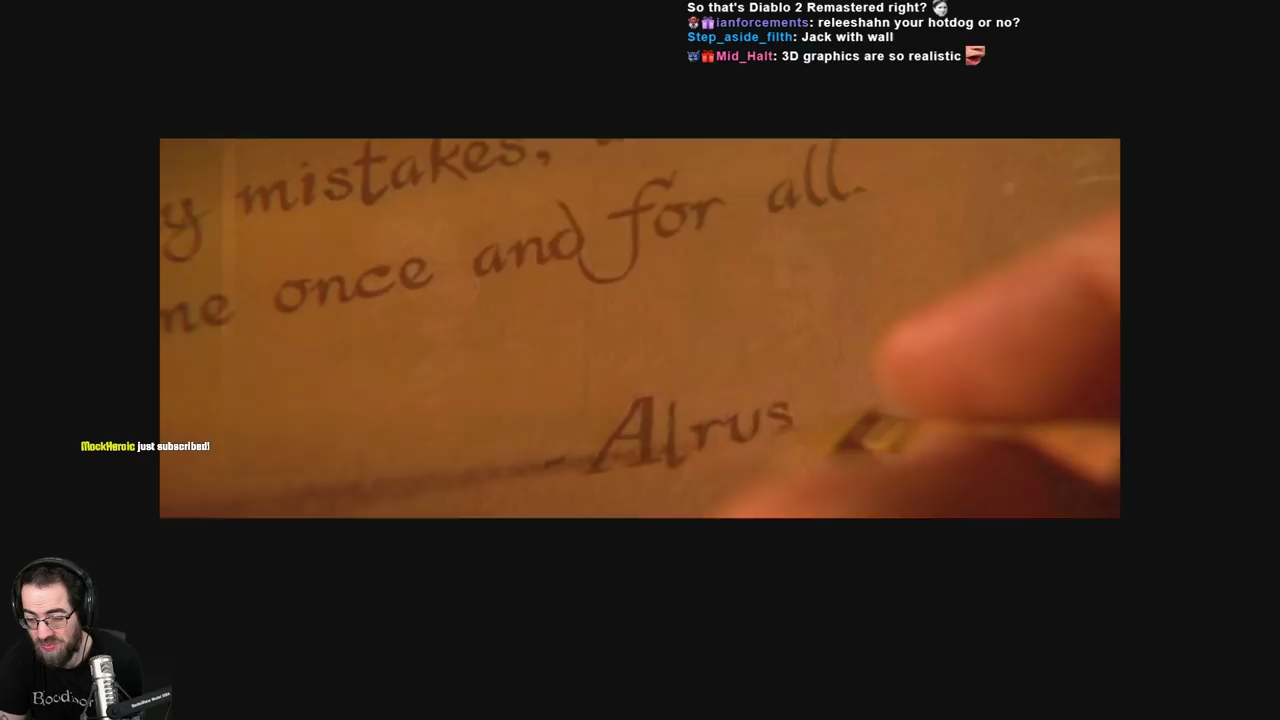 So that's Diablo 2 Remastered right?
ianforcements: releeshahn your hotdog or no?
Step_aside_filth: Jack with wall
Mid_Halt: 3D graphics are so realistic
y mistakes,
me once and for all.
- Alrus
MockHeroic just subscribed!